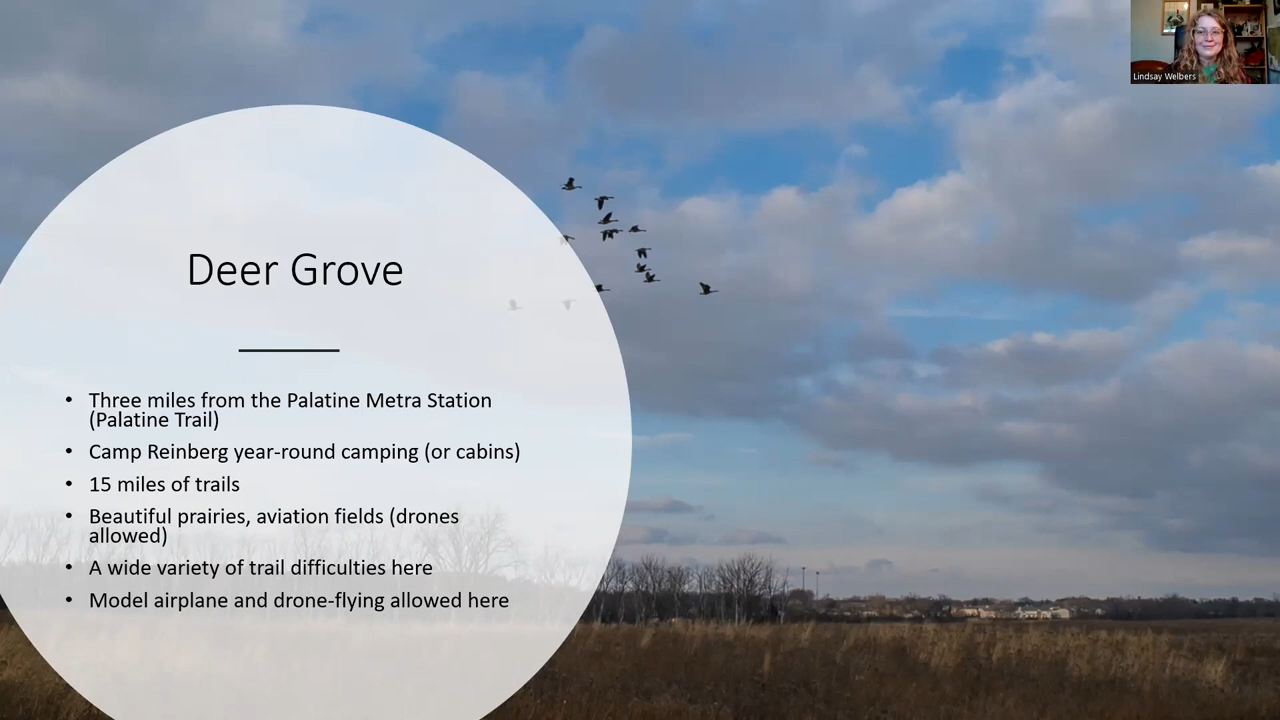 Lindsay Welbers
Deer Grove
• Three miles from the Palatine Metra Station
(Palatine Trail)
• Camp Reinberg year-round camping (or cabins)
• 15 miles of trails
• Beautiful prairies, aviation fields (drones
allowed)
• A wide variety of trail difficulties here
• Model airplane and drone-flying allowed here